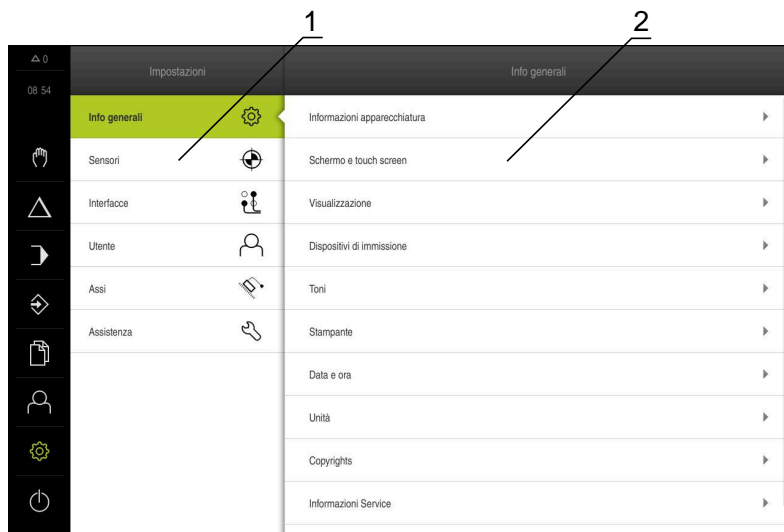 1
2
0
08 54
Impostazioni
Info generali
Info generali
Sensori
Interfacce
Utente
Assi
Assistenza
Informazioni apparecchiatura
Schermo e touch screen
Visualizzazione
Dispositivi di immissione
Toni
Stampante
Data e ora
Unità
Copyrights
Informazioni Service